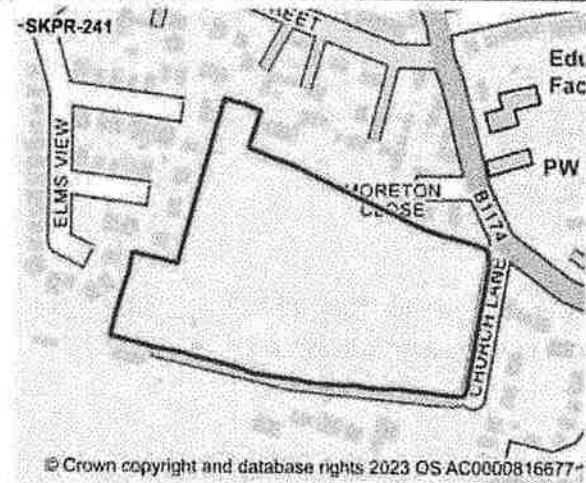 SKPR-241
REET
Edu
Fac
PW
ELMS VIEW
MORETON
CLOSE
B1174
CHURCH LANE
© Crown copyright and database rights 2023 OS AC0000816677